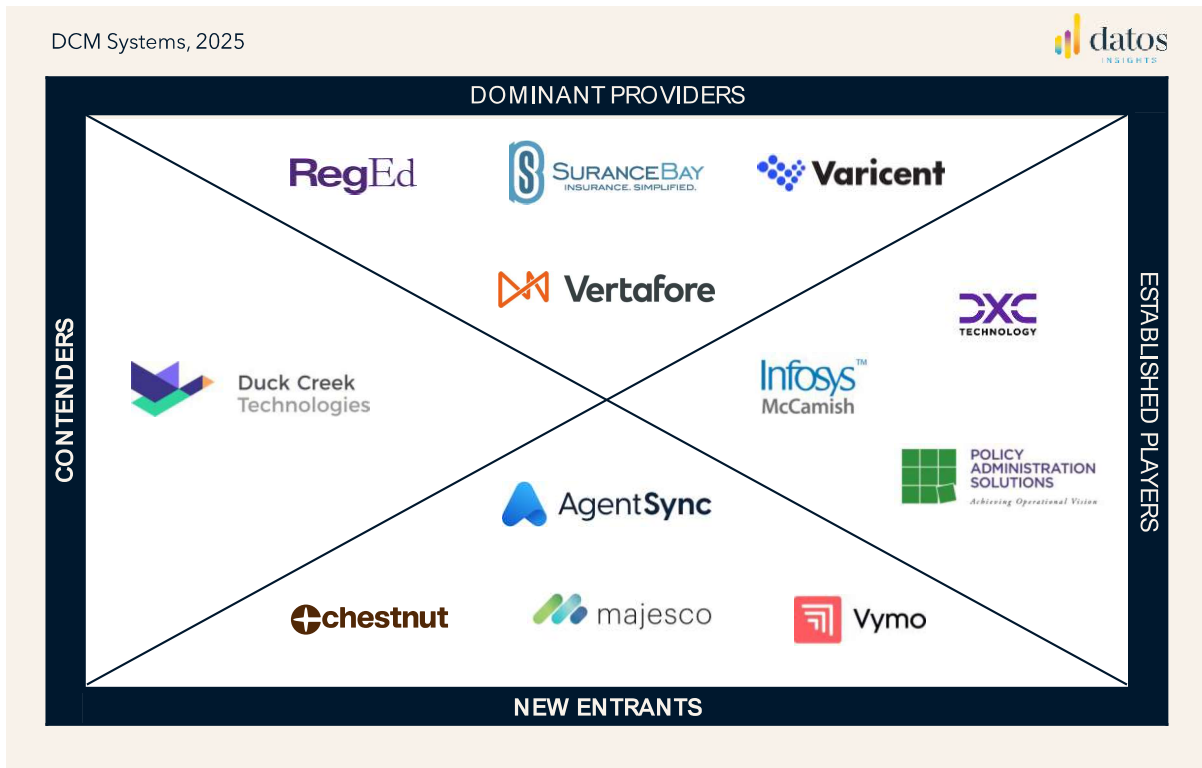 DCM Systems, 2025
datos
INSIGHTS
DOMINANT PROVIDERS
RegEd
SURANCEBAY
INSURANCE. SIMPLIFIED.
Varicent
Vertafore
CONTENDERS
Duck Creek
Technologies
DXC
TECHNOLOGY
Infosys™
McCamish
POLICY
ADMINISTRATION
SOLUTIONS
Achieving Operational Vision
ESTABLISHED PLAYERS
AgentSync
chestnut
majesco
Vymo
NEW ENTRANTS